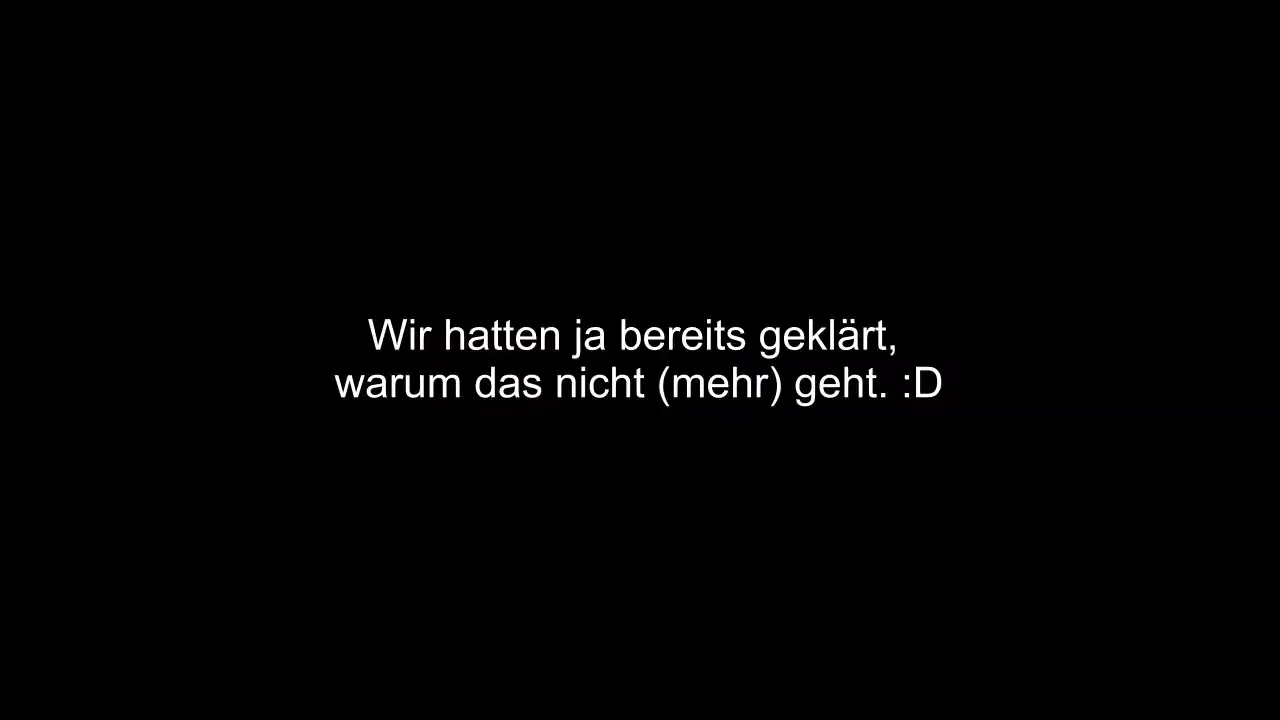 Wir hatten ja bereits geklärt,
warum das nicht (mehr) geht. :D